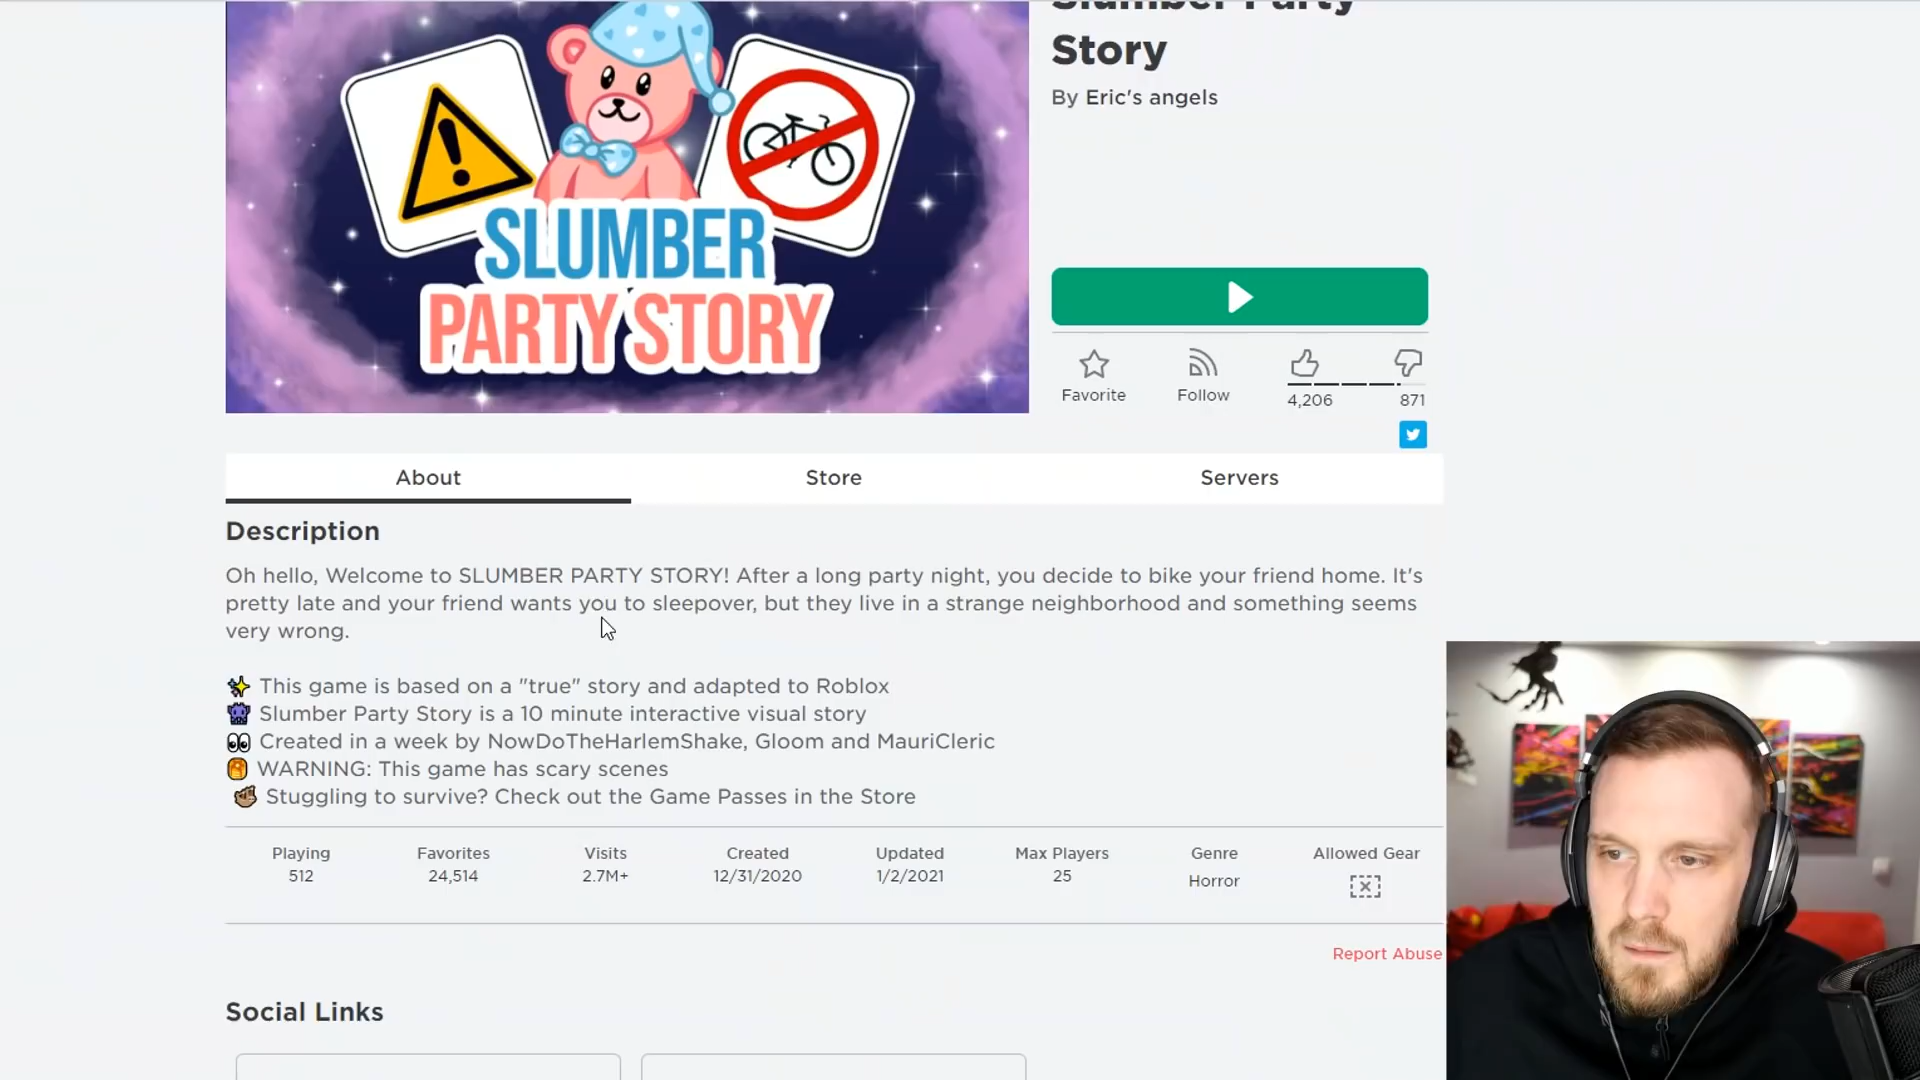 SLUMBER
PARTY STORY
Slumber Party
Story
By Eric's angels
Favorite
Follow
4,206
871
About
Store
Servers
Description
Oh hello, Welcome to SLUMBER PARTY STORY! After a long party night, you decide to bike your friend home. It's
pretty late and your friend wants you to sleepover, but they live in a strange neighborhood and something seems
very wrong.
✨ This game is based on a "true" story and adapted to Roblox
👾 Slumber Party Story is a 10 minute interactive visual story
👀 Created in a week by NowDoTheHarlemShake, Gloom and MauriCleric
WARNING: This game has scary scenes
Stuggling to survive? Check out the Game Passes in the Store
Playing
Favorites
Visits
Created
Updated
Max Players
Genre
Allowed Gear
512
24,514
2.7M+
12/31/2020
1/2/2021
25
Horror
Report Abuse
Social Links